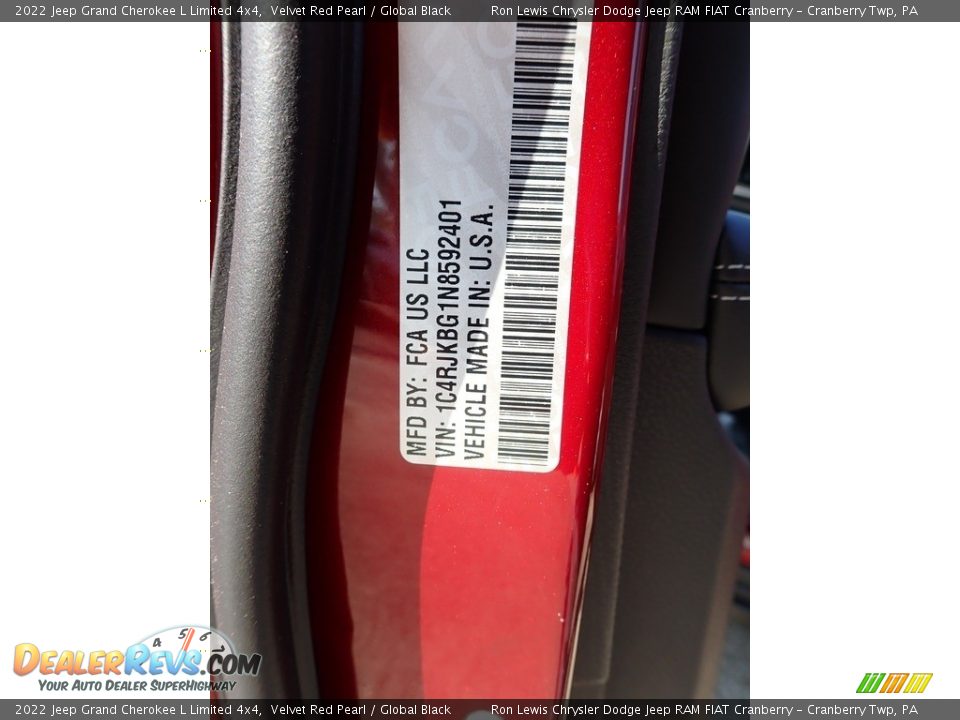 2022 Jeep Grand Cherokee L Limited 4x4, Velvet Red Pearl / Global Black Ron Lewis Chrysler Dodge Jeep RAM FIAT Cranberry - Cranberry Twp, PA
MFD BY: FCA US LLC
VIN: 1C4RJKBG1N8592401
VEHICLE MADE IN: U.S.A.
4 5 6
DealerRevs.com
Your Auto Dealer SuperHighway
2022 Jeep Grand Cherokee L Limited 4x4, Velvet Red Pearl / Global Black Ron Lewis Chrysler Dodge Jeep RAM FIAT Cranberry - Cranberry Twp, PA